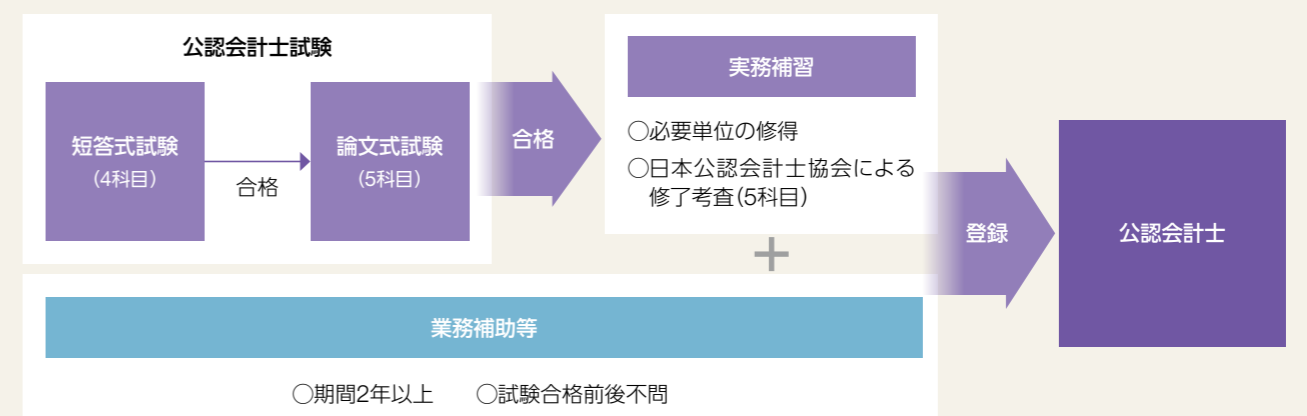 公認会計士試験
短答式試験
(4科目)
合格
論文式試験
(5科目)
合格
実務補習
○必要単位の修得
○日本公認会計士協会による
修了考査(5科目)
+
業務補助等
○期間2年以上 ○試験合格前後不問
登録
公認会計士